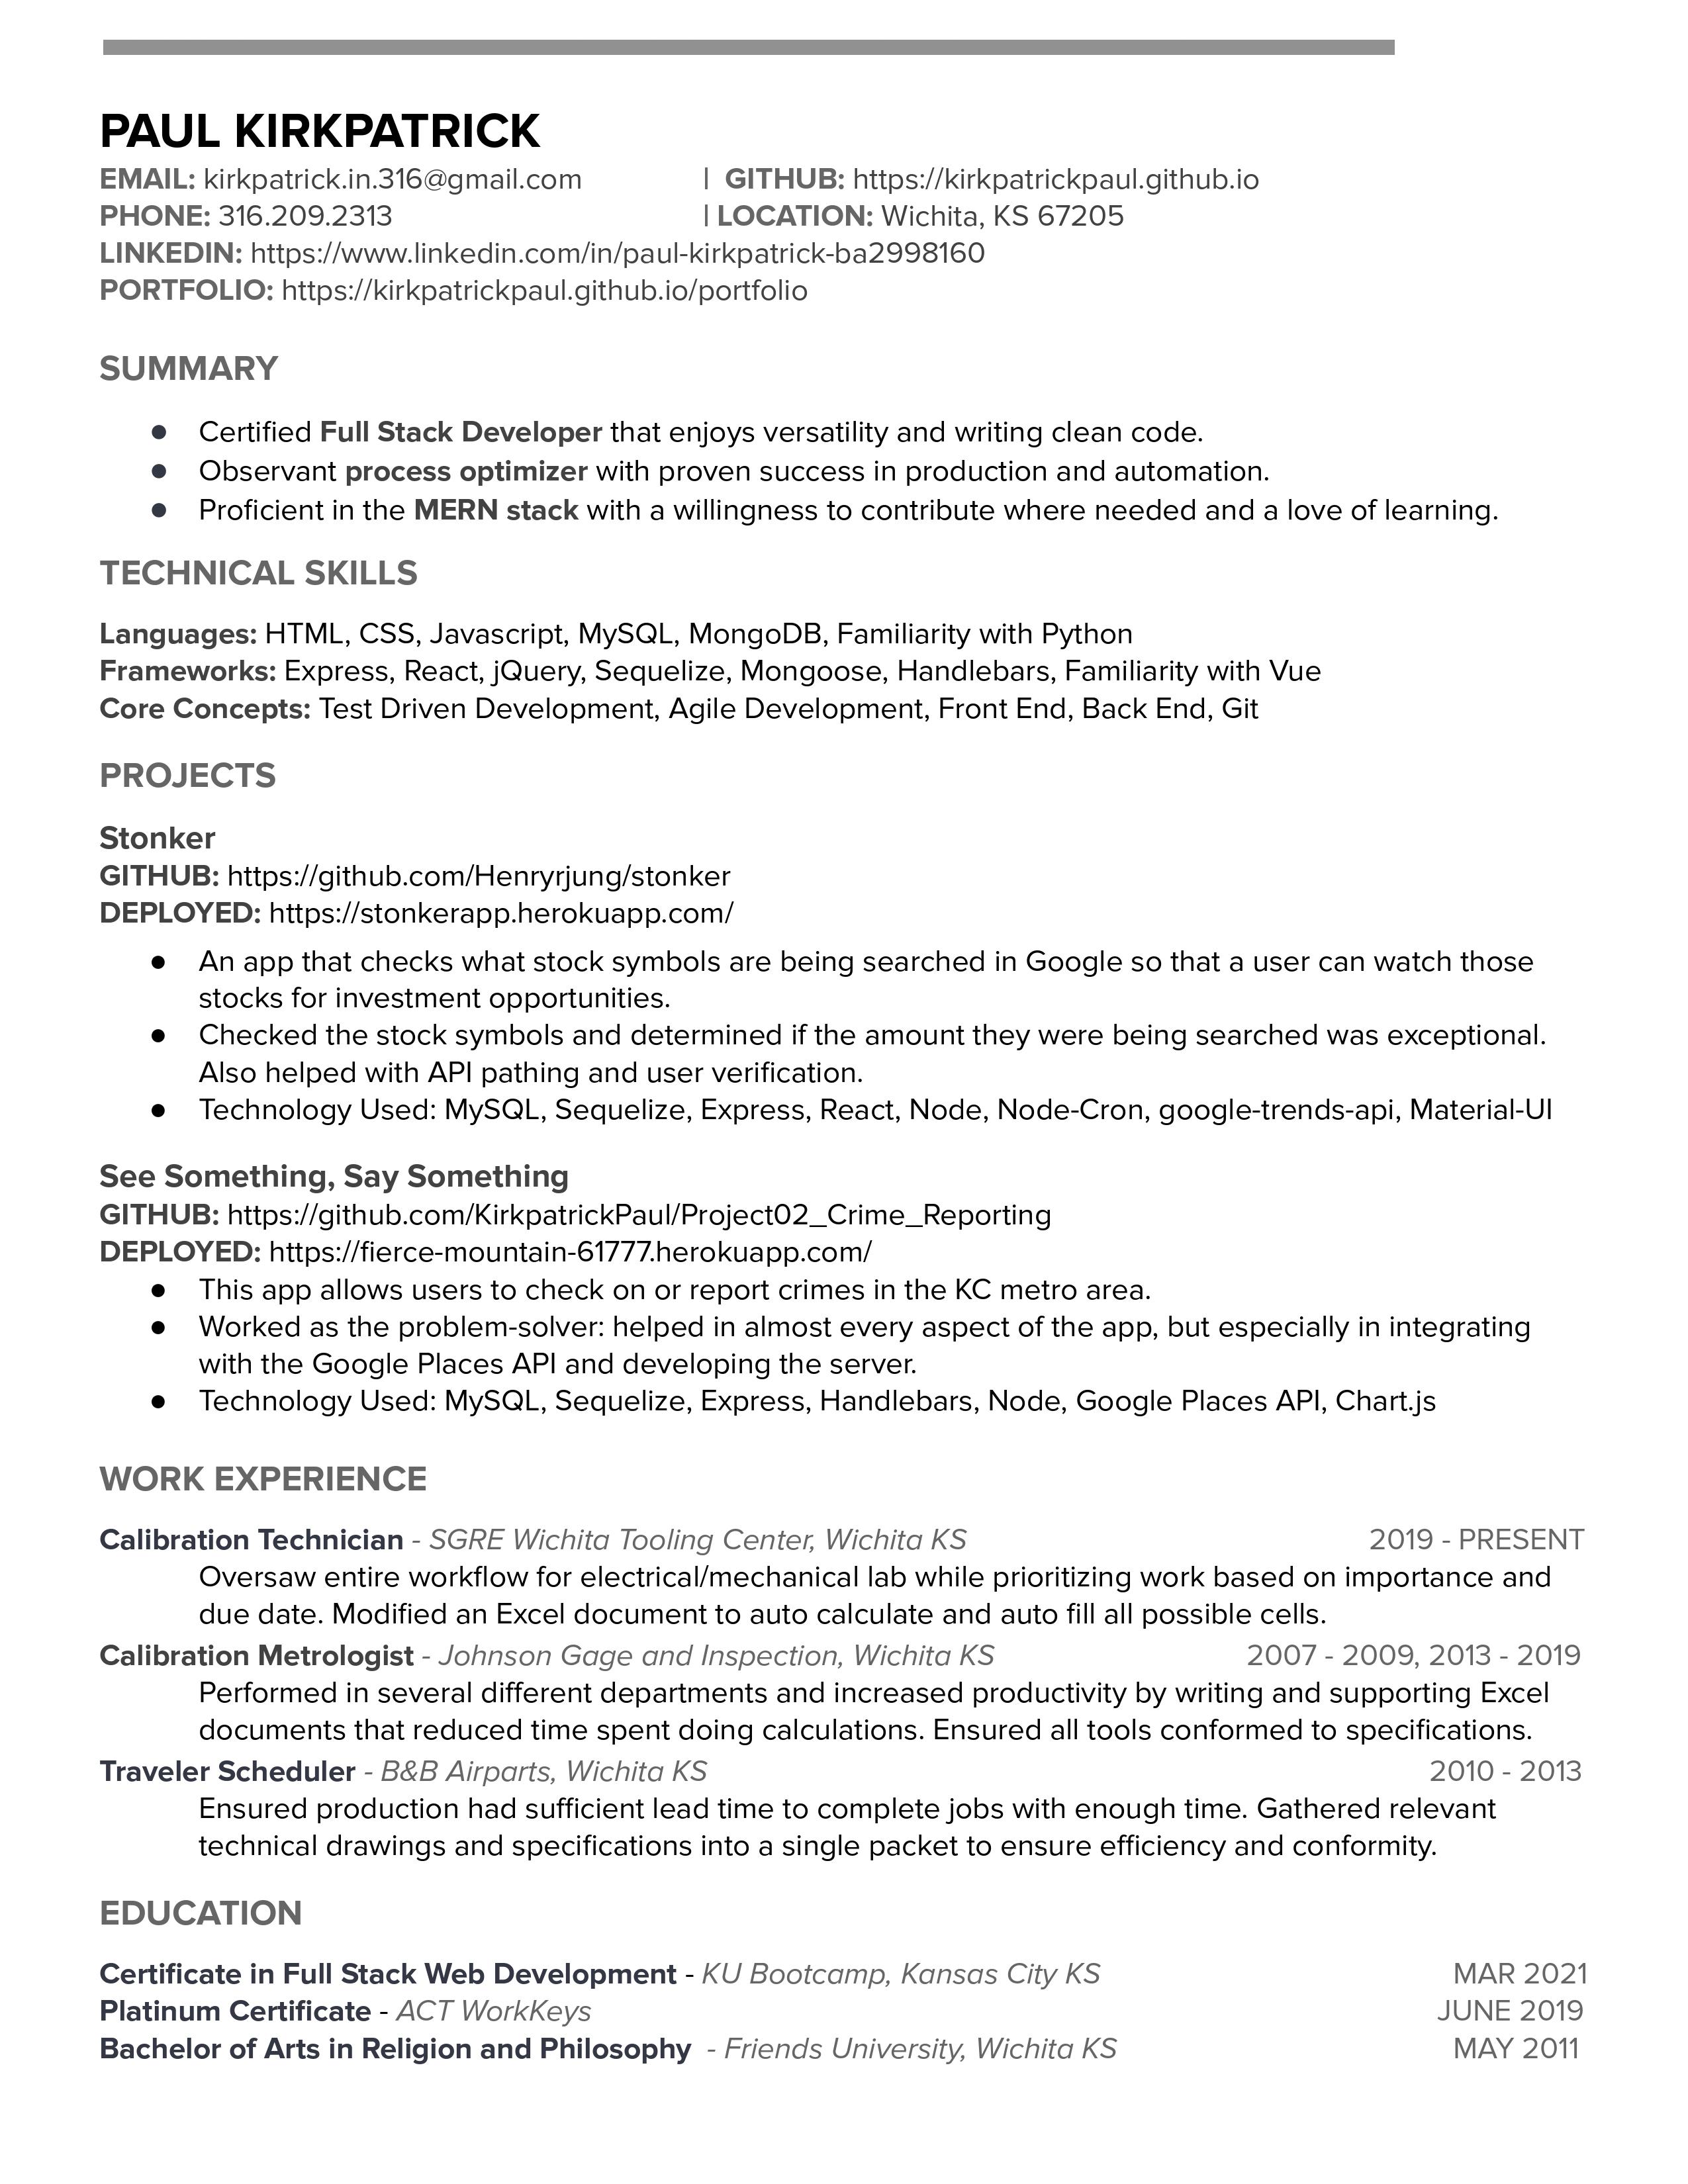 PAUL KIRKPATRICK
EMAIL: kirkpatrick.in.316@gmail.com | GITHUB: https://kirkpatrickpaul.github.io
PHONE: 316.209.2313 | LOCATION: Wichita, KS 67205
LINKEDIN: https://www.linkedin.com/in/paul-kirkpatrick-ba2998160
PORTFOLIO: https://kirkpatrickpaul.github.io/portfolio
SUMMARY
● Certified Full Stack Developer that enjoys versatility and writing clean code.
● Observant process optimizer with proven success in production and automation.
● Proficient in the MERN stack with a willingness to contribute where needed and a love of learning.
TECHNICAL SKILLS
Languages: HTML, CSS, Javascript, MySQL, MongoDB, Familiarity with Python
Frameworks: Express, React, jQuery, Sequelize, Mongoose, Handlebars, Familiarity with Vue
Core Concepts: Test Driven Development, Agile Development, Front End, Back End, Git
PROJECTS
Stonker
GITHUB: https://github.com/Henryrjung/stonker
DEPLOYED: https://stonkerapp.herokuapp.com/
● An app that checks what stock symbols are being searched in Google so that a user can watch those
stocks for investment opportunities.
● Checked the stock symbols and determined if the amount they were being searched was exceptional.
Also helped with API pathing and user verification.
● Technology Used: MySQL, Sequelize, Express, React, Node, Node-Cron, google-trends-api, Material-UI
See Something, Say Something
GITHUB: https://github.com/KirkpatrickPaul/Project02_Crime_Reporting
DEPLOYED: https://fierce-mountain-61777.herokuapp.com/
● This app allows users to check on or report crimes in the KC metro area.
● Worked as the problem-solver: helped in almost every aspect of the app, but especially in integrating
with the Google Places API and developing the server.
● Technology Used: MySQL, Sequelize, Express, Handlebars, Node, Google Places API, Chart.js
WORK EXPERIENCE
Calibration Technician - SGRE Wichita Tooling Center, Wichita KS 2019 - PRESENT
Oversaw entire workflow for electrical/mechanical lab while prioritizing work based on importance and
due date. Modified an Excel document to auto calculate and auto fill all possible cells.
Calibration Metrologist - Johnson Gage and Inspection, Wichita KS 2007 - 2009, 2013 - 2019
Performed in several different departments and increased productivity by writing and supporting Excel
documents that reduced time spent doing calculations. Ensured all tools conformed to specifications.
Traveler Scheduler - B&B Airparts, Wichita KS 2010 - 2013
Ensured production had sufficient lead time to complete jobs with enough time. Gathered relevant
technical drawings and specifications into a single packet to ensure efficiency and conformity.
EDUCATION
Certificate in Full Stack Web Development - KU Bootcamp, Kansas City KS MAR 2021
Platinum Certificate - ACT WorkKeys JUNE 2019
Bachelor of Arts in Religion and Philosophy - Friends University, Wichita KS MAY 2011